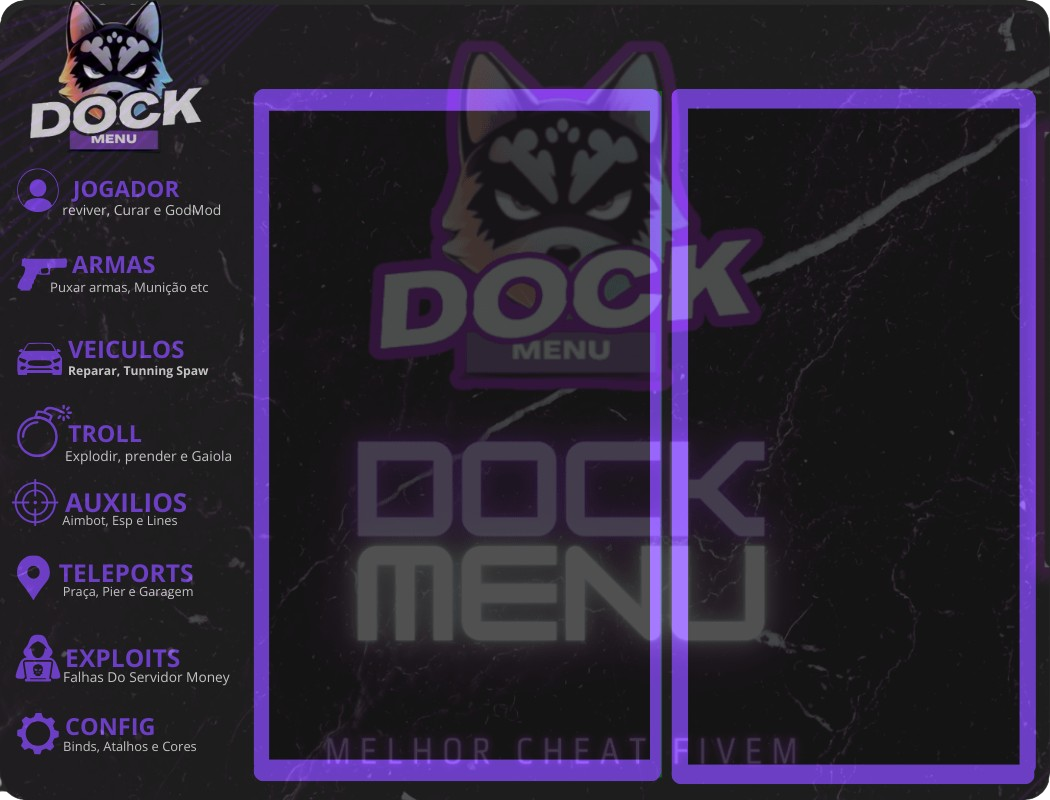 DOCK
MENU
JOGADOR
reviver, Curar e GodMod
ARMAS
Puxar armas, Munição etc
VEICULOS
Reparar, Tunning Spaw
TROLL
Explodir, prender e Gaiola
AUXILIOS
Aimbot, Esp e Lines
TELEPORTS
Praça, Pier e Garagem
EXPLOITS
Falhas Do Servidor Money
CONFIG
Binds, Atalhos e Cores
DOCK
MENU
DOCK
MENU
MELHOR CHEAT FIVEM